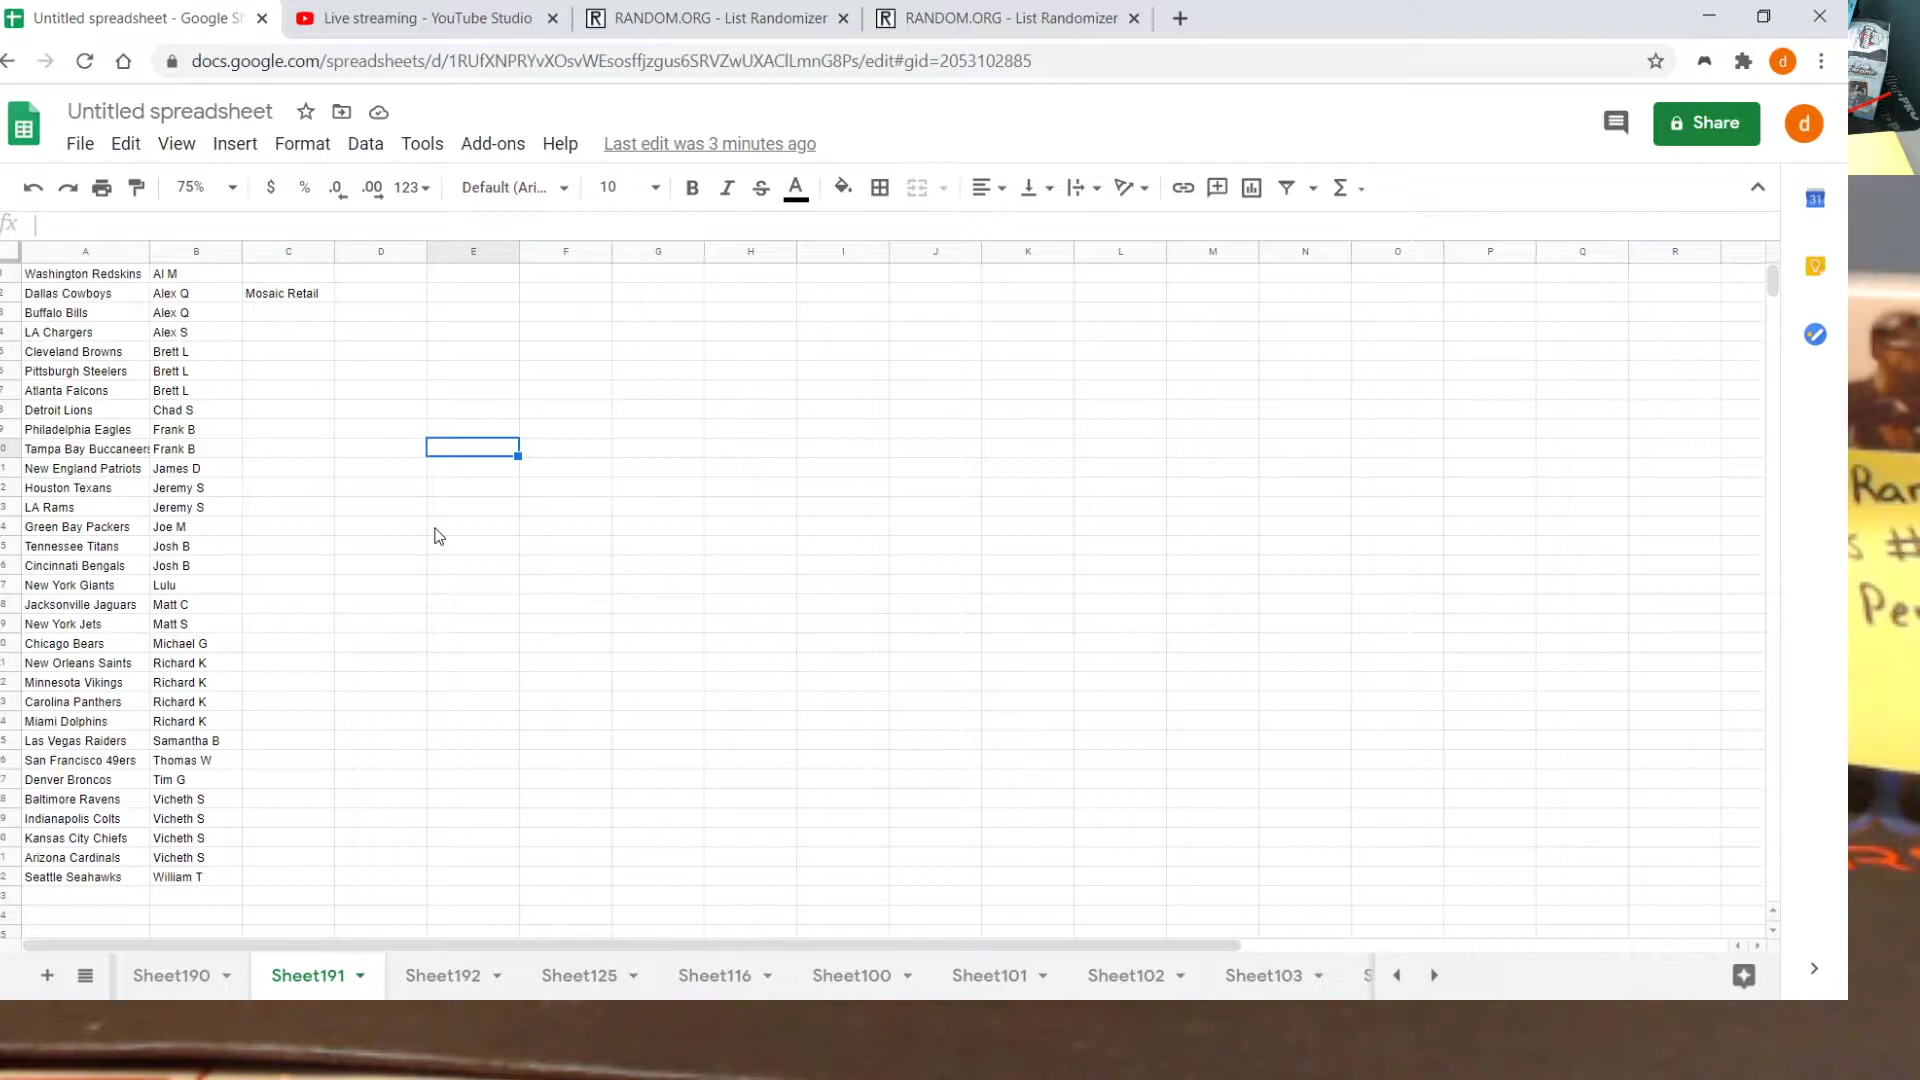 Untitled spreadsheet - Google Sh
Live streaming - YouTube Studio
RANDOM.ORG - List Randomizer
RANDOM.ORG - List Randomizer
docs.google.com/spreadsheets/d/1RUfXNPRYvXOsvWEsosffjzgus6SRVZwUXAClLmnG8Ps/edit#gid=2053102885
d
Untitled spreadsheet
File Edit View Insert Format Data Tools Add-ons Help Last edit was 3 minutes ago
Share
d
75% $ % .0 .00 123 Default (Ari... 10 B I S A Σ
31
fx
A B C D E F G H I J K L M N O P Q R
Washington Redskins Al M
Dallas Cowboys Alex Q Mosaic Retail
Buffalo Bills Alex Q
LA Chargers Alex S
Cleveland Browns Brett L
Pittsburgh Steelers Brett L
Atlanta Falcons Brett L
Detroit Lions Chad S
Philadelphia Eagles Frank B
Tampa Bay Buccaneers Frank B
New England Patriots James D
Houston Texans Jeremy S
LA Rams Jeremy S
Green Bay Packers Joe M
Tennessee Titans Josh B
Cincinnati Bengals Josh B
New York Giants Lulu
Jacksonville Jaguars Matt C
New York Jets Matt S
Chicago Bears Michael G
New Orleans Saints Richard K
Minnesota Vikings Richard K
Carolina Panthers Richard K
Miami Dolphins Richard K
Las Vegas Raiders Samantha B
San Francisco 49ers Thomas W
Denver Broncos Tim G
Baltimore Ravens Vicheth S
Indianapolis Colts Vicheth S
Kansas City Chiefs Vicheth S
Arizona Cardinals Vicheth S
Seattle Seahawks William T
Sheet190 Sheet191 Sheet192 Sheet125 Sheet116 Sheet100 Sheet101 Sheet102 Sheet103 S
Ran
s #
Pe